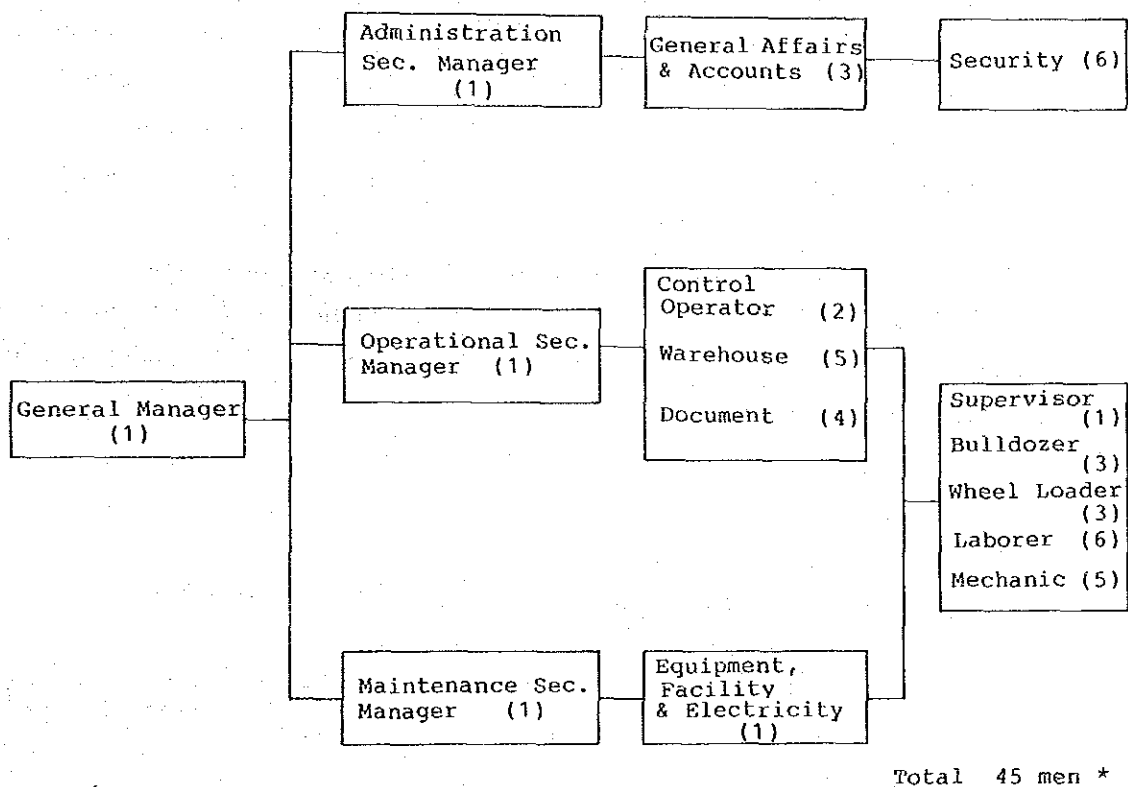 Administration
Sec. Manager
(1)
General Affairs
& Accounts (3)
Security (6)
Operational Sec.
Manager (1)
Control
Operator (2)
Warehouse (5)
Document (4)
General Manager
(1)
Supervisor
(1)
Bulldozer
(3)
Wheel Loader
(3)
Laborer (6)
Mechanic (5)
Maintenance Sec.
Manager (1)
Equipment,
Facility
& Electricity
(1)
Total 45 men *